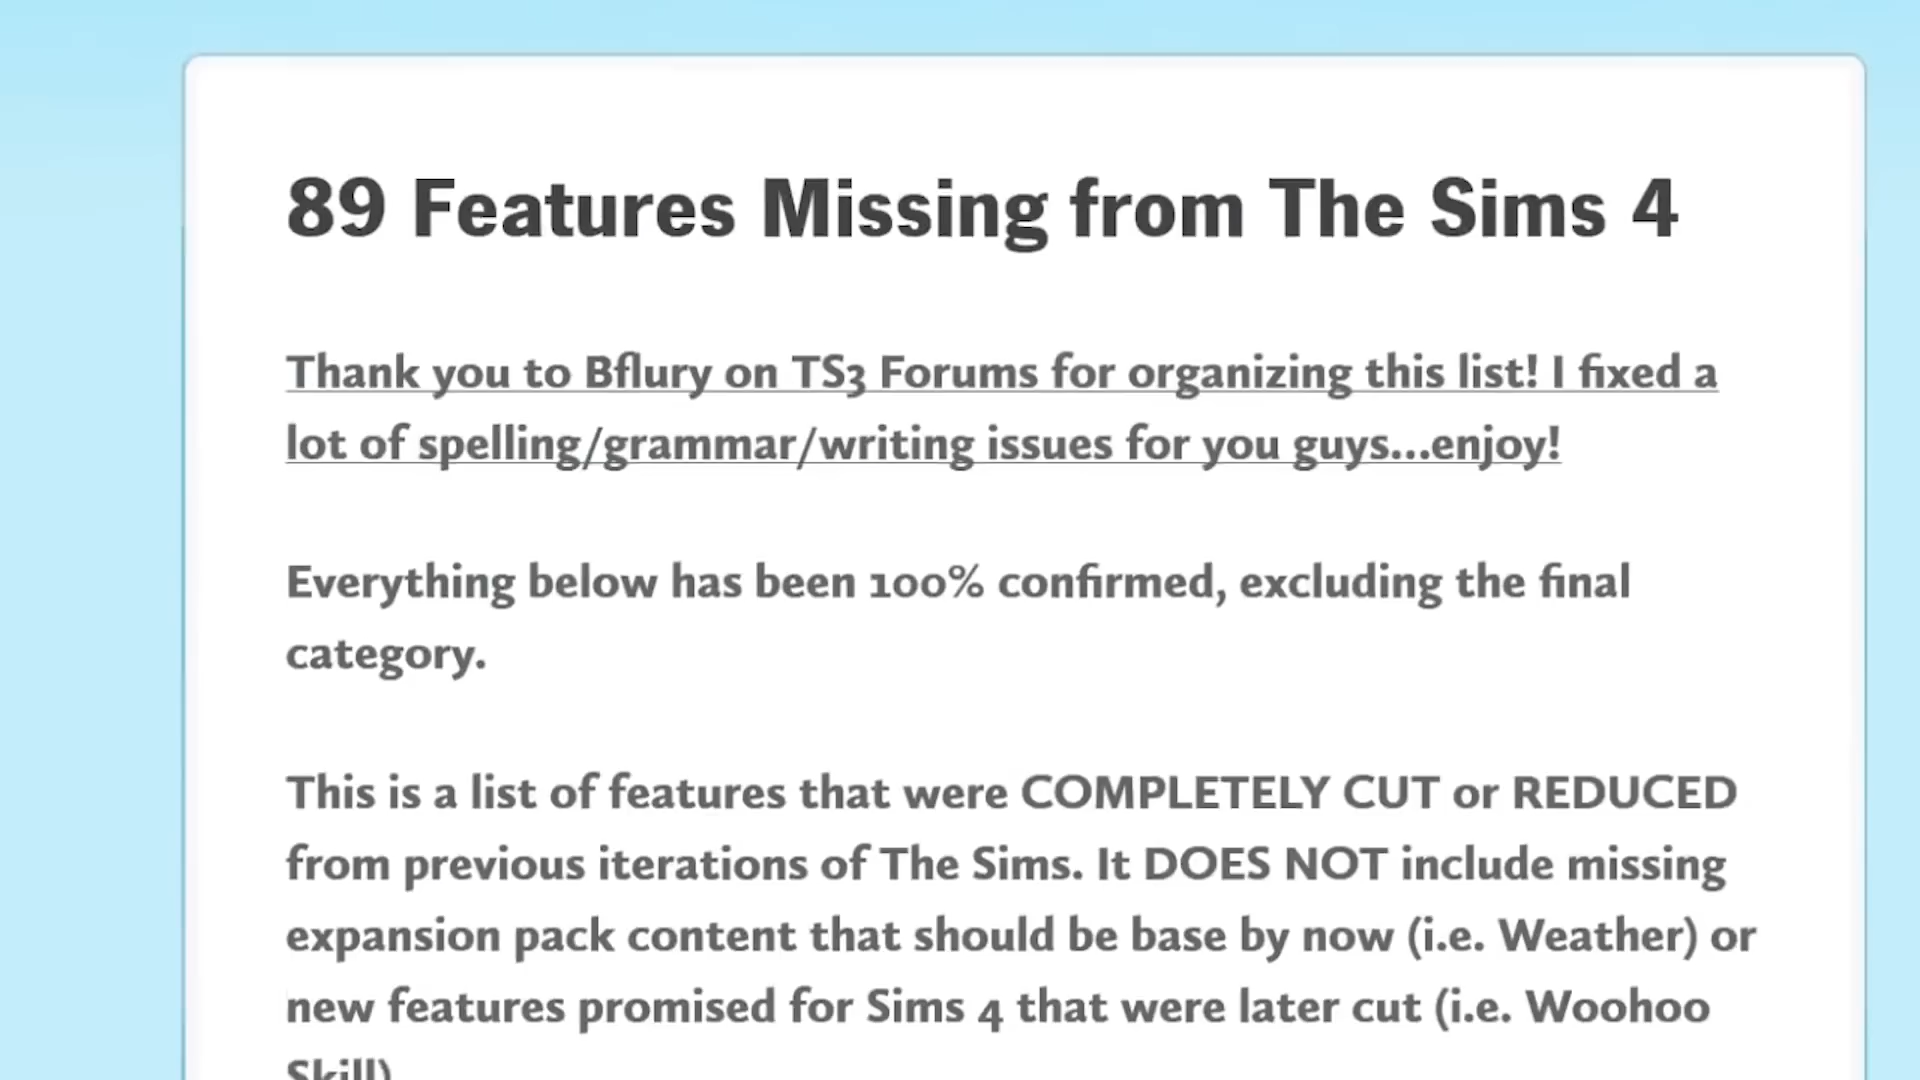 89 Features Missing from The Sims 4
Thank you to Bflury on TS3 Forums for organizing this list! I fixed a
lot of spelling/grammar/writing issues for you guys...enjoy!
Everything below has been 100% confirmed, excluding the final
category.
This is a list of features that were COMPLETELY CUT or REDUCED
from previous iterations of The Sims. It DOES NOT include missing
expansion pack content that should be base by now (i.e. Weather) or
new features promised for Sims 4 that were later cut (i.e. Woohoo
Skill)